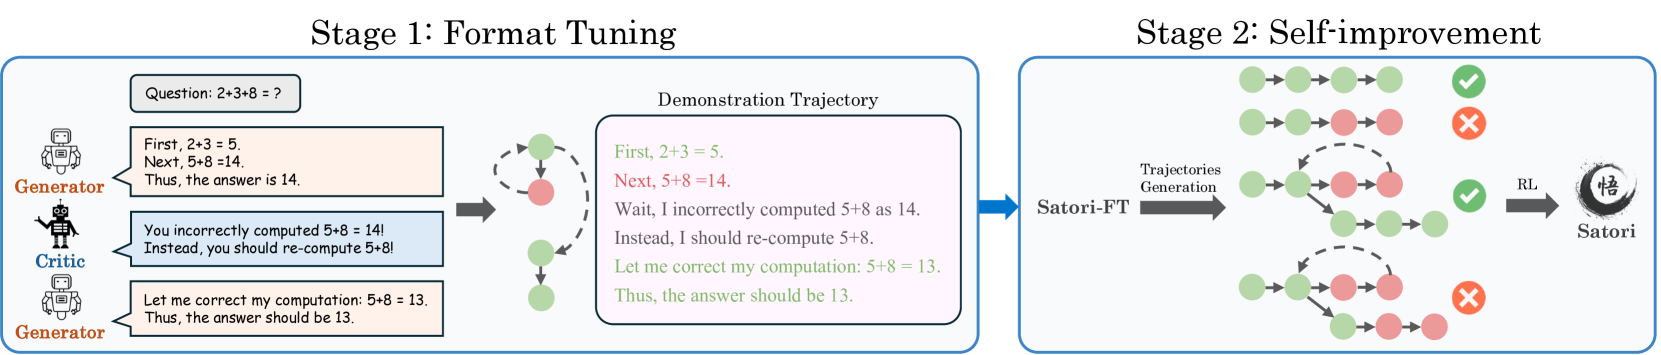 Stage 1: Format Tuning
Question: 2+3+8 = ?
Generator
First, 2+3 = 5.
Next, 5+8 =14.
Thus, the answer is 14.
Critic
You incorrectly computed 5+8 = 14!
Instead, you should re-compute 5+8!
Generator
Let me correct my computation: 5+8 = 13.
Thus, the answer should be 13.
Demonstration Trajectory
First, 2+3 = 5.
Next, 5+8 =14.
Wait, I incorrectly computed 5+8 as 14.
Instead, I should re-compute 5+8.
Let me correct my computation: 5+8 = 13.
Thus, the answer should be 13.
Stage 2: Self-improvement
Satori-FT
Trajectories
Generation
RL
悟
Satori